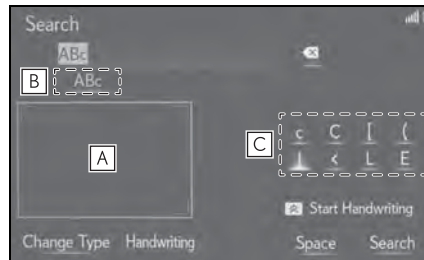 Search
ABc
B ABc
A
C c C [ (
⊥ < L E
Start Handwriting
Change Type Handwriting Space Search